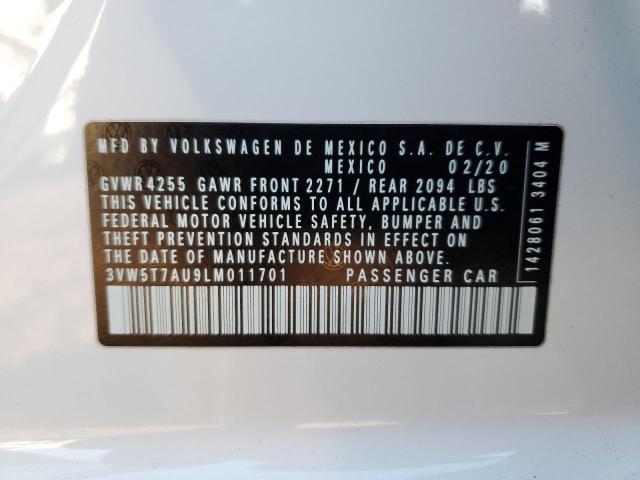 MFD BY VOLKSWAGEN DE MEXICO S.A. DE C.V.
MEXICO 02/20
GVWR 4255 GAWR FRONT 2271 / REAR 2094 LBS
THIS VEHICLE CONFORMS TO ALL APPLICABLE U.S.
FEDERAL MOTOR VEHICLE SAFETY, BUMPER AND
THEFT PREVENTION STANDARDS IN EFFECT ON
THE DATE OF MANUFACTURE SHOWN ABOVE.
3VW5T7AU9LM011701 PASSENGER CAR
1428061 3404 M